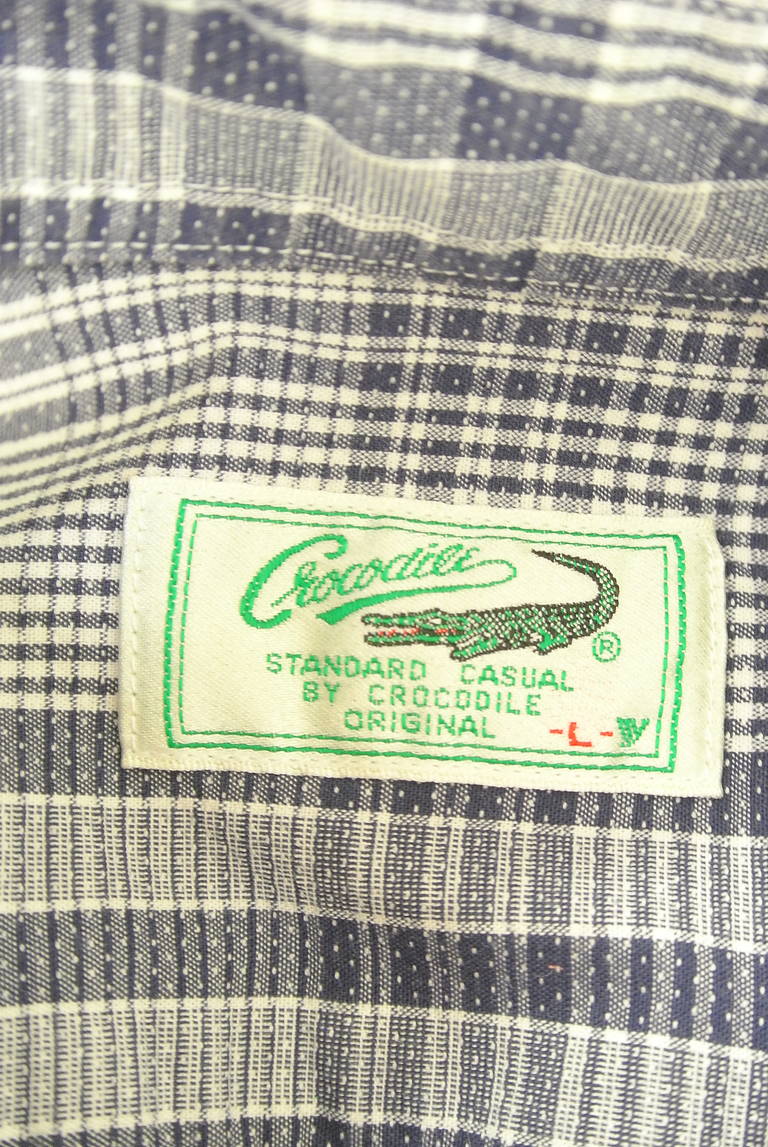 Crocodile
®
STANDARD CASUAL
BY CROCODILE
ORIGINAL
-L-